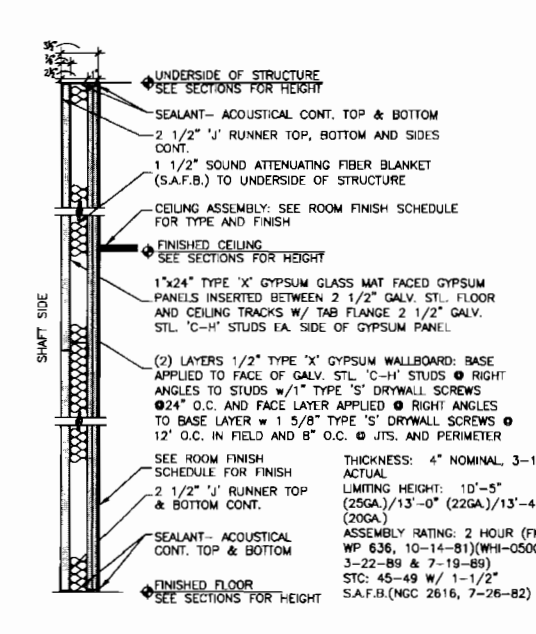 3½"
⅝"
2½"
UNDERSIDE OF STRUCTURE
SEE SECTIONS FOR HEIGHT
SEALANT- ACOUSTICAL CONT. TOP & BOTTOM
2 1/2" 'J' RUNNER TOP, BOTTOM AND SIDES
CONT.
1 1/2" SOUND ATTENUATING FIBER BLANKET
(S.A.F.B.) TO UNDERSIDE OF STRUCTURE
CEILING ASSEMBLY: SEE ROOM FINISH SCHEDULE
FOR TYPE AND FINISH
FINISHED CEILING
SEE SECTIONS FOR HEIGHT
1"x24" TYPE 'X' GYPSUM GLASS MAT FACED GYPSUM
PANELS INSERTED BETWEEN 2 1/2" GALV. STL. FLOOR
AND CEILING TRACKS W/ TAB FLANGE 2 1/2" GALV.
STL. 'C-H' STUDS EA. SIDE OF GYPSUM PANEL
SHAFT SIDE
(2) LAYERS 1/2" TYPE 'X' GYPSUM WALLBOARD: BASE
APPLIED TO FACE OF GALV. STL. 'C-H' STUDS @ RIGHT
ANGLES TO STUDS w/1" TYPE 'S' DRYWALL SCREWS
@24" O.C. AND FACE LAYER APPLIED @ RIGHT ANGLES
TO BASE LAYER w 1 5/8" TYPE 'S' DRYWALL SCREWS @
12' O.C. IN FIELD AND 8" O.C. @ JTS. AND PERIMETER
SEE ROOM FINISH
SCHEDULE FOR FINISH
2 1/2" 'J' RUNNER TOP
& BOTTOM CONT.
SEALANT- ACOUSTICAL
CONT. TOP & BOTTOM
FINISHED FLOOR
SEE SECTIONS FOR HEIGHT
THICKNESS: 4" NOMINAL, 3-1
ACTUAL
LIMITING HEIGHT: 10'-5"
(25GA.)/13'-0" (22GA.)/13'-4
(20GA.)
ASSEMBLY RATING: 2 HOUR (F
WP 636, 10-14-81)(WHI-050
3-22-89 & 7-19-89)
STC: 45-49 W/ 1-1/2"
S.A.F.B.(NGC 2616, 7-26-82)